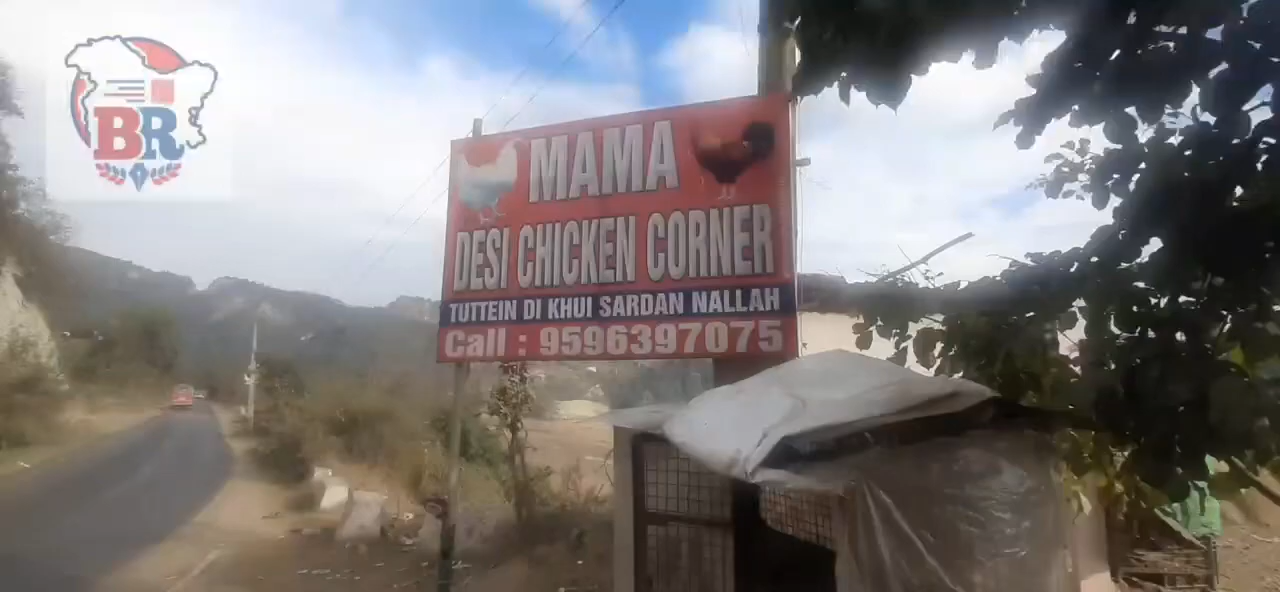 BR
MAMA
DESI CHICKEN CORNER
TUTTEIN DI KHUI SARDAN NALLAH
Call : 9596397075